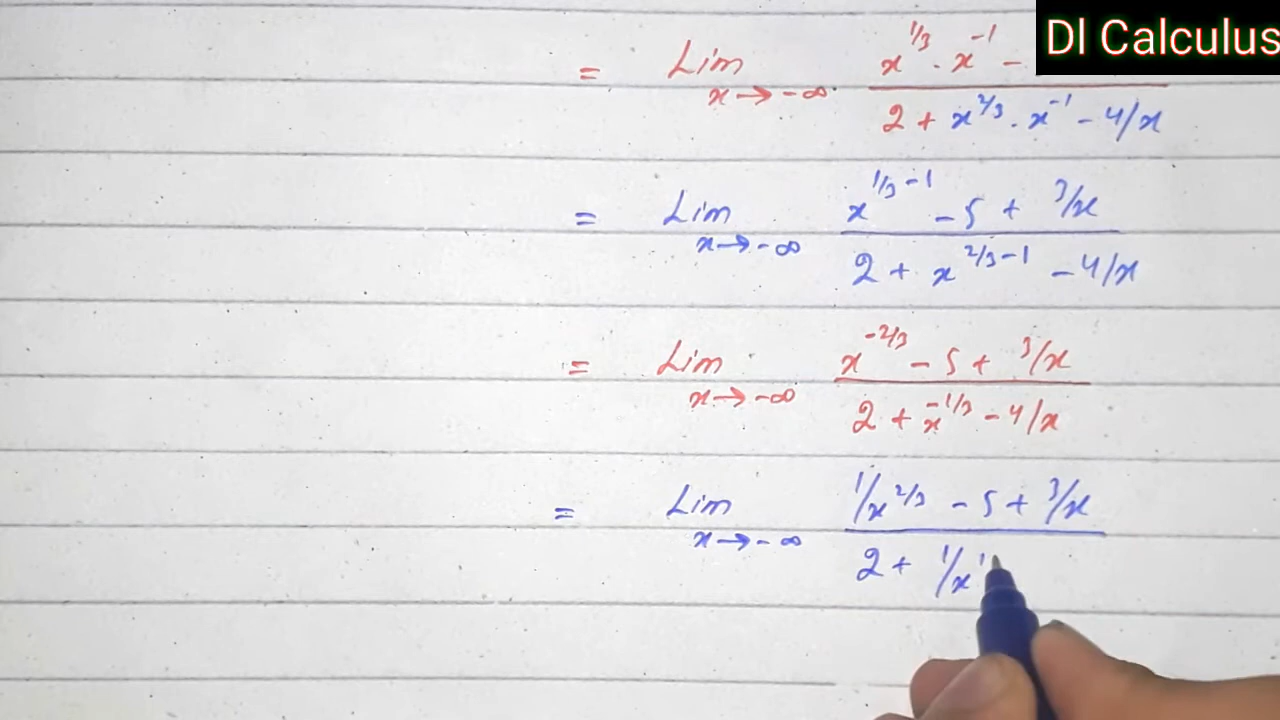 DI Calculus
= Lim x→-∞ x^1/3 . x^-1 -
2 + x^2/3 . x^-1 - 4/x
= Lim x→-∞ x^1/3-1 - 5 + 3/x
2 + x^2/3-1 - 4/x
= Lim x→-∞ x^-2/3 - 5 + 3/x
2 + x^-1/3 - 4/x
= Lim x→-∞ 1/x^2/3 - 5 + 3/x
2 + 1/x^1